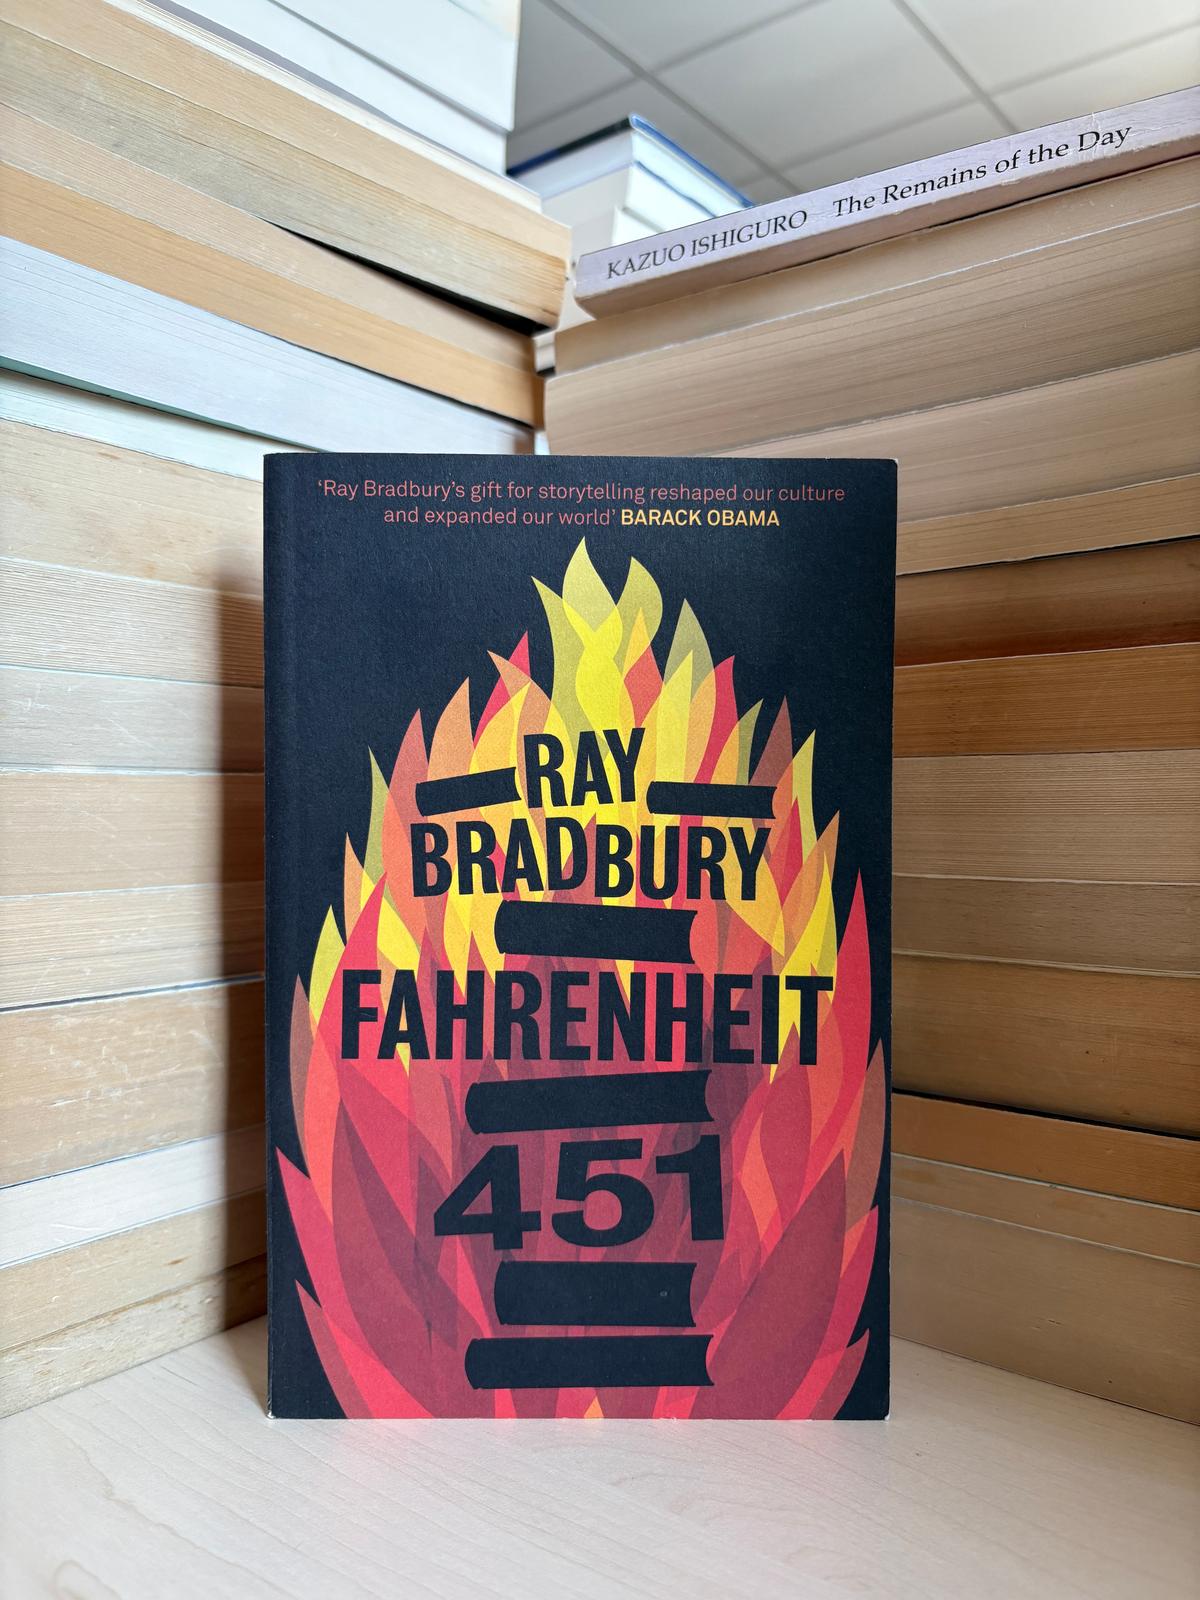 KAZUO ISHIGURO The Remains of the Day
‘Ray Bradbury’s gift for storytelling reshaped our culture
and expanded our world’ BARACK OBAMA
RAY
BRADBURY
FAHRENHEIT
451